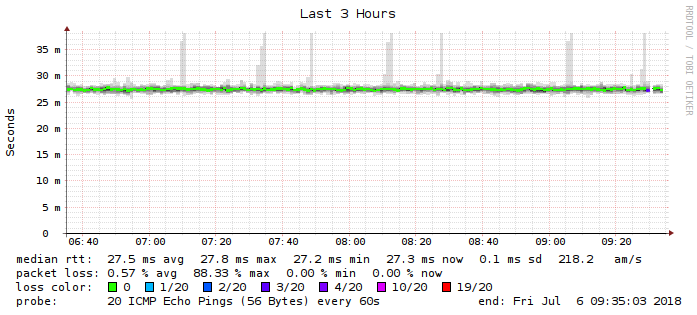 Last 3 Hours
RRDTOOL / TOBI OETIKER
Seconds
35 m
30 m
25 m
20 m
15 m
10 m
5 m
0
06:40 07:00 07:20 07:40 08:00 08:20 08:40 09:00 09:20
median rtt: 27.5 ms avg 27.8 ms max 27.2 ms min 27.3 ms now 0.1 ms sd 218.2 am/s
packet loss: 0.57 % avg 88.33 % max 0.00 % min 0.00 % now
loss color: 0 1/20 2/20 3/20 4/20 10/20 19/20
probe: 20 ICMP Echo Pings (56 Bytes) every 60s end: Fri Jul 6 09:35:03 2018